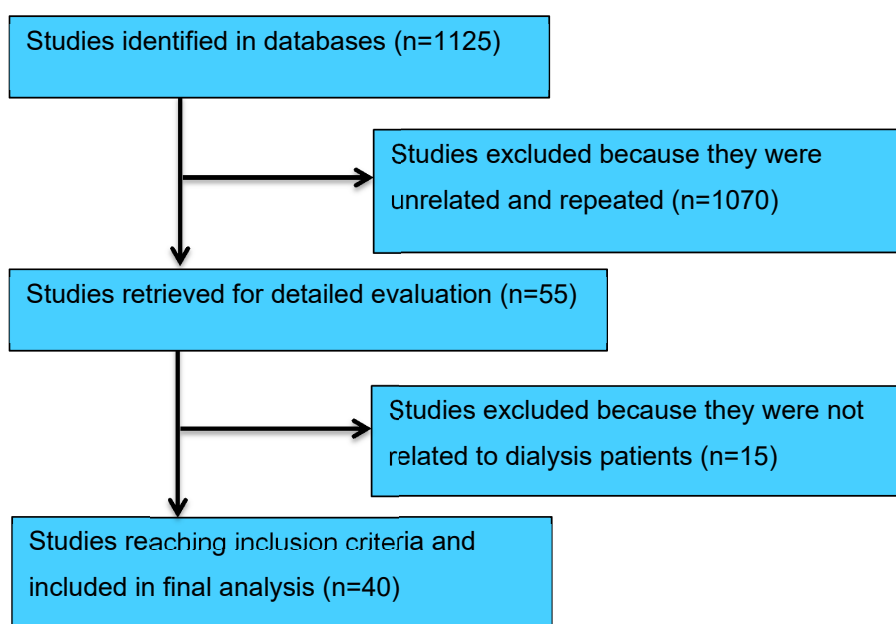 Studies identified in databases (n=1125)
Studies excluded because they were
unrelated and repeated (n=1070)
Studies retrieved for detailed evaluation (n=55)
Studies excluded because they were not
related to dialysis patients (n=15)
Studies reaching inclusion criteria and
included in final analysis (n=40)